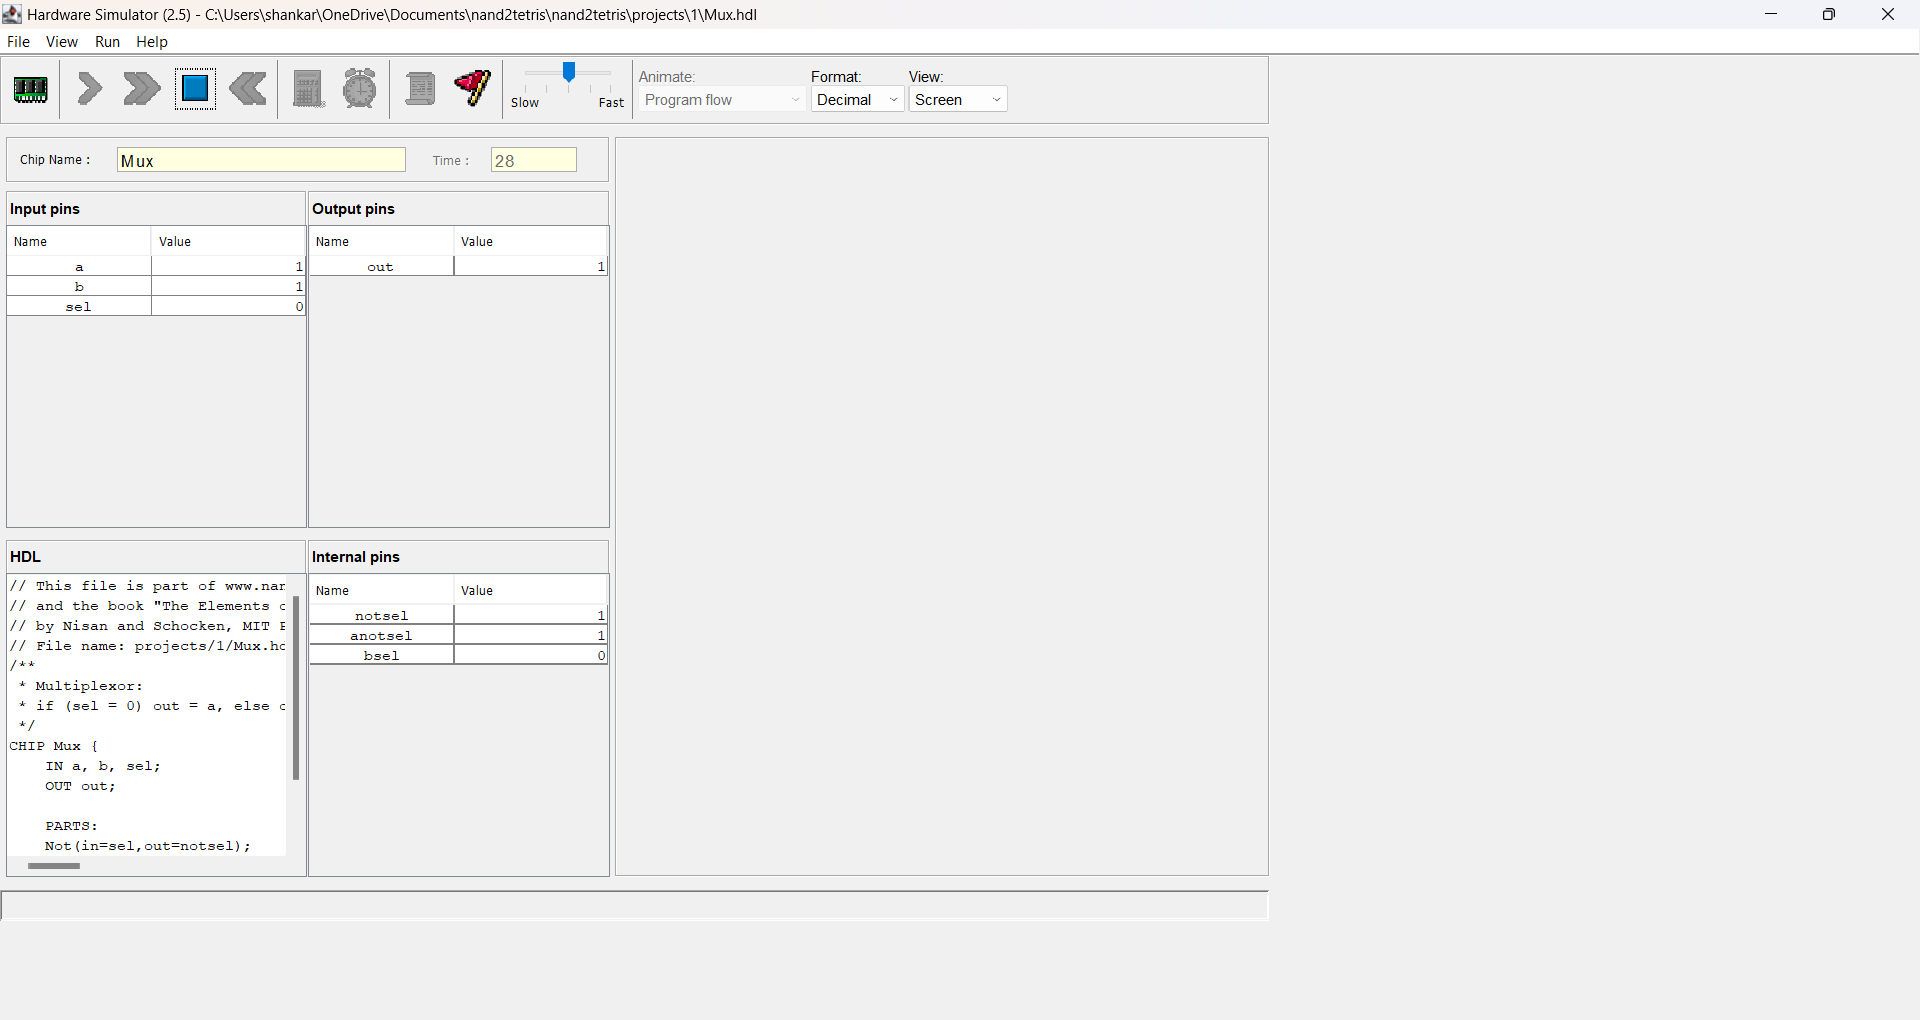 Hardware Simulator (2.5) - C:\Users\shankar\OneDrive\Documents\nand2tetris\nand2tetris\projects\1\Mux.hdl
File View Run Help
Slow Fast
Animate: Format: View:
Program flow Decimal Screen
Chip Name : Mux Time : 28
Input pins Output pins
Name Value Name Value
a 1 out 1
b 1
sel 0
HDL Internal pins
Name Value
notsel 1
anotsel 1
bsel 0
// This file is part of www.nan
// and the book "The Elements o
// by Nisan and Schocken, MIT P
// File name: projects/1/Mux.hd
/**
* Multiplexor:
* if (sel = 0) out = a, else o
*/
CHIP Mux {
IN a, b, sel;
OUT out;
PARTS:
Not(in=sel,out=notsel);